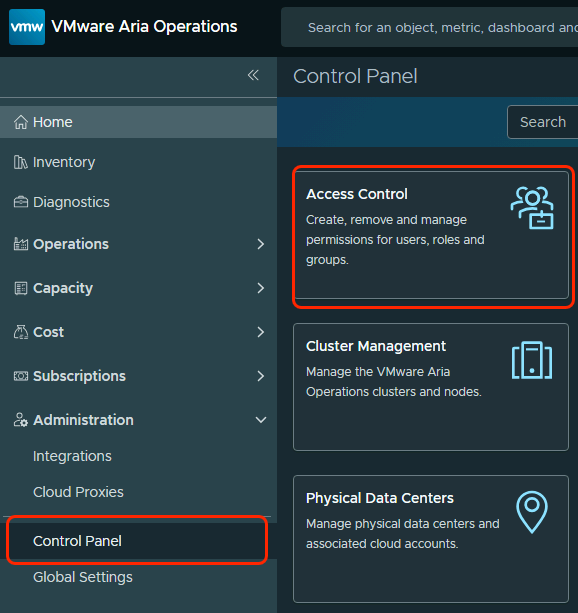 vmw VMware Aria Operations
Search for an object, metric, dashboard and
Control Panel
Home
Inventory
Diagnostics
Operations
Capacity
Cost
Subscriptions
Administration
Integrations
Cloud Proxies
Control Panel
Global Settings
Search
Access Control
Create, remove and manage
permissions for users, roles and
groups.
Cluster Management
Manage the VMware Aria
Operations clusters and nodes.
Physical Data Centers
Manage physical data centers and
associated cloud accounts.